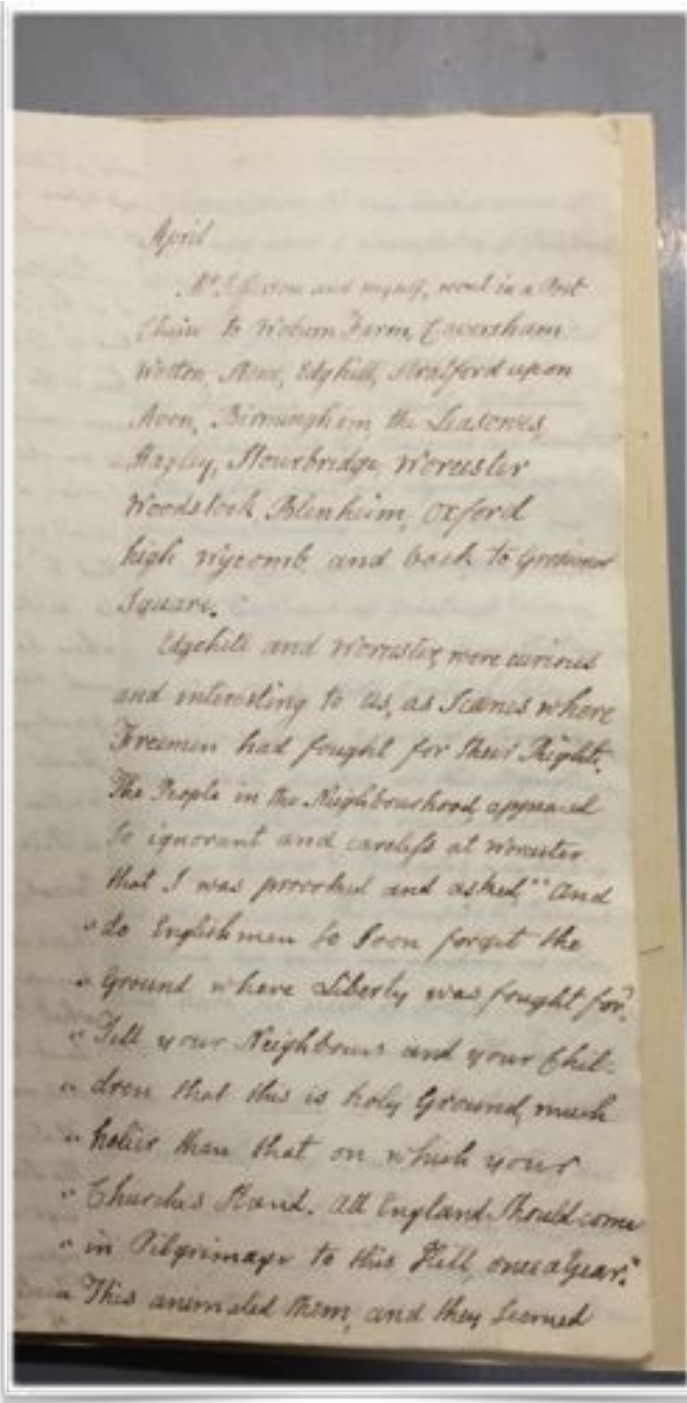 April
Mr. Jefferson and myself, went in a Post
Chaise to Woburn Farm, Caversham
Wotton, Stow, Edghill, Stratford upon
Avon, Birmingham, the Leasowes,
Hagley, Stourbridge, Worcester
Woodstock, Blenheim, Oxford
high Wycomb, and back to Grosvenor
Square.
Edgehill and Worcester were curious
and interesting to Us, as Scænes where
Freemen had fought for their Rights.
The People in the Neighbourhood, appeared
so ignorant and careless at Worcester
that I was provoked and asked, "And
" do Englishmen so soon forget the
" Ground where Liberty was fought for?
" Tell your Neighbours and your Chil-
" dren that this is holy Ground, much
" holier than that on which your
" Churches stand. All England should come
" in Pilgrimage to this Hill, once a Year."
" This animated them, and they seemed